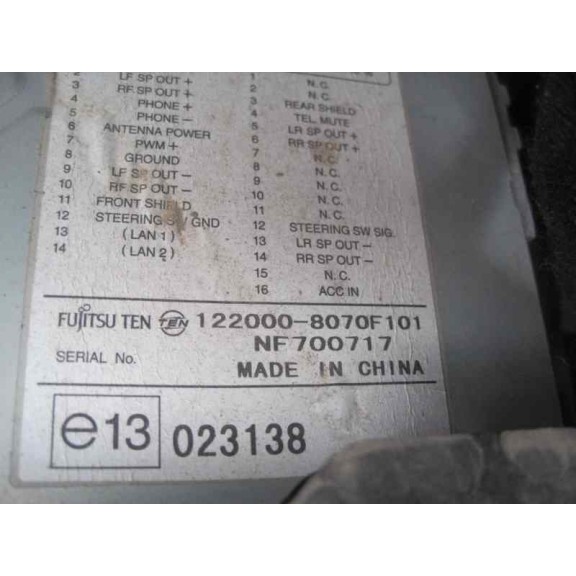 2 LF SP OUT + 1 N.C.
3 RF SP OUT + 2 N.C.
4 PHONE + 3 REAR SHIELD
5 PHONE − 4 TEL MUTE
6 ANTENNA POWER 5 LR SP OUT +
7 PWM + 6 RR SP OUT +
8 GROUND 7 N.C.
9 LF SP OUT − 8 N.C.
10 RF SP OUT − 9 N.C.
11 FRONT SHIELD 10 N.C.
12 STEERING SW GND 11 N.C.
13 (LAN 1) 12 STEERING SW SIG.
14 (LAN 2) 13 LR SP OUT −
14 RR SP OUT −
15 N.C.
16 ACC IN
FUJITSU TEN TEN 122000-8070F101
NF700717
SERIAL No. MADE IN CHINA
e13 023138